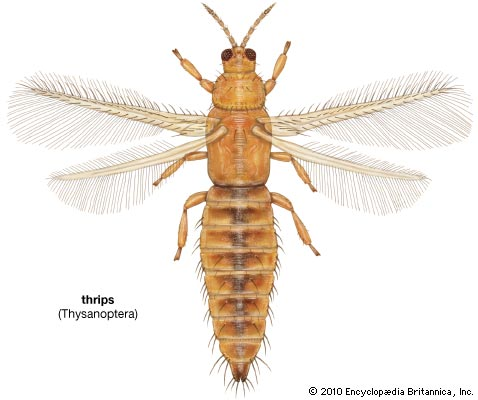 thrips
(Thysanoptera)
© 2010 Encyclopædia Britannica, Inc.